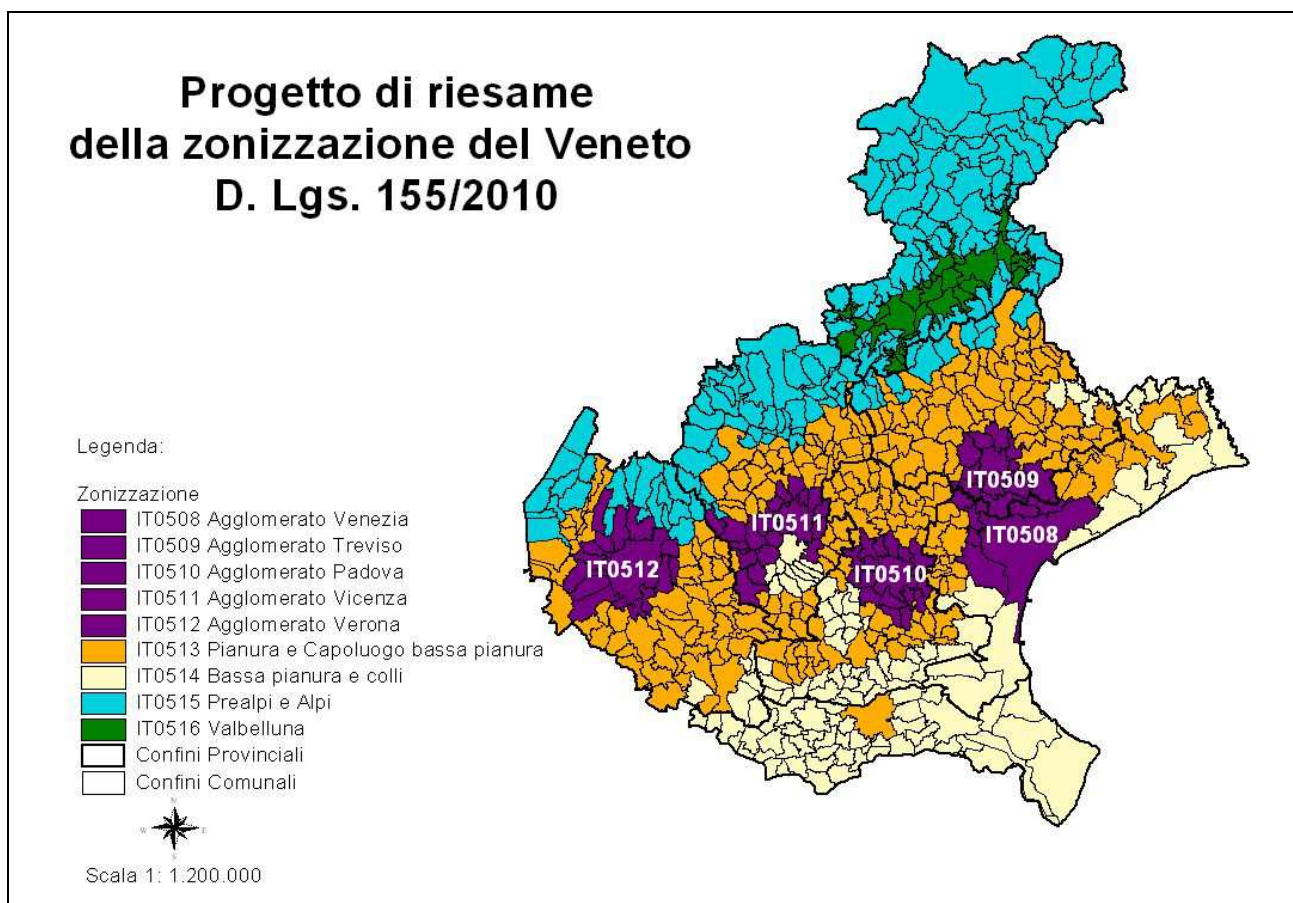 Progetto di riesame
della zonizzazione del Veneto
D. Lgs. 155/2010
Legenda:
Zonizzazione
IT0508 Agglomerato Venezia
IT0509 Agglomerato Treviso
IT0510 Agglomerato Padova
IT0511 Agglomerato Vicenza
IT0512 Agglomerato Verona
IT0513 Pianura e Capoluogo bassa pianura
IT0514 Bassa pianura e colli
IT0515 Prealpi e Alpi
IT0516 Valbelluna
Confini Provinciali
Confini Comunali
N
W E
S
Scala 1: 1.200.000
IT0509
IT0511
IT0508
IT0512
IT0510